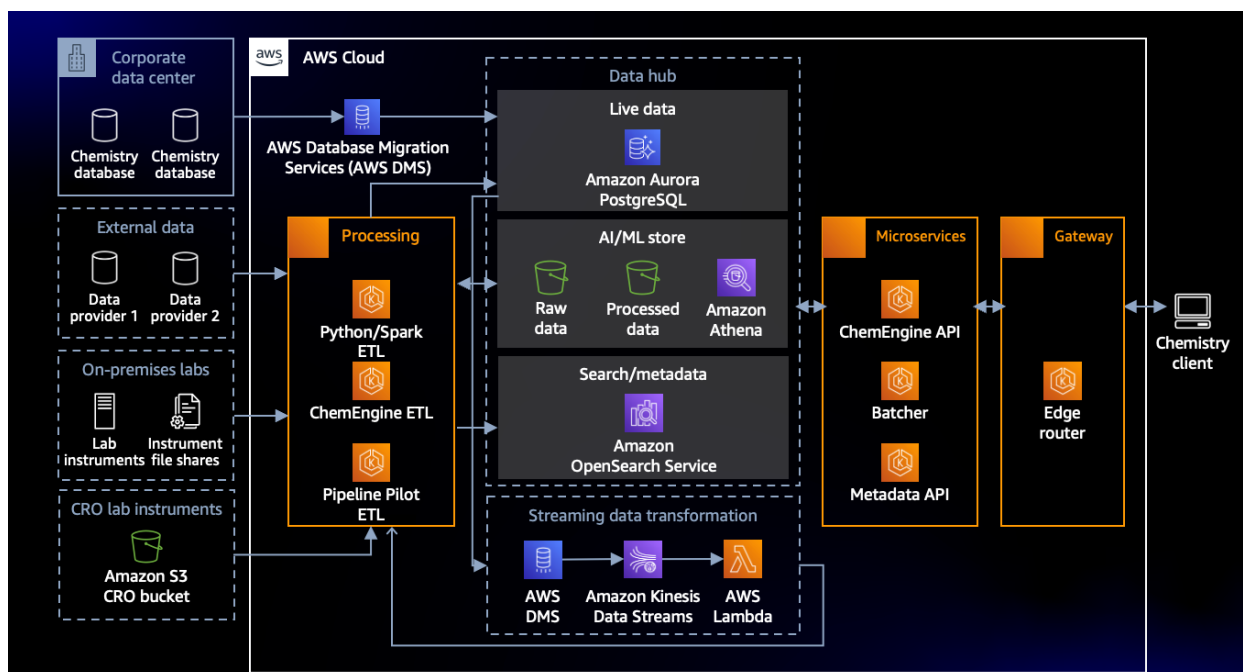 Corporate
data center
Chemistry
database
Chemistry
database
External data
Data
provider 1
Data
provider 2
On-premises labs
Lab
instruments
Instrument
file shares
CRO lab instruments
Amazon S3
CRO bucket
aws
AWS Cloud
AWS Database Migration
Services (AWS DMS)
Processing
Python/Spark
ETL
ChemEngine ETL
Pipeline Pilot
ETL
Data hub
Live data
Amazon Aurora
PostgreSQL
AI/ML store
Raw
data
Processed
data
Amazon
Athena
Search/metadata
Amazon
OpenSearch Service
Streaming data transformation
AWS
DMS
Amazon Kinesis
Data Streams
AWS
Lambda
Microservices
ChemEngine API
Batcher
Metadata API
Gateway
Edge
router
Chemistry
client